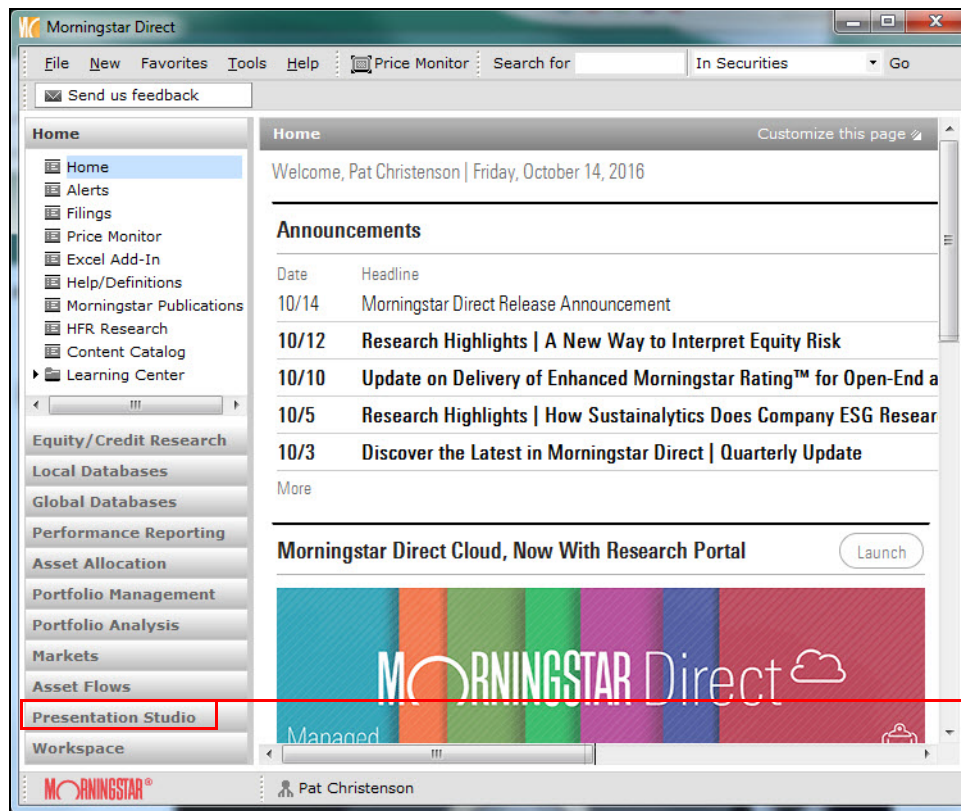 Morningstar Direct
File New Favorites Tools Help Price Monitor Search for In Securities Go
Send us feedback
Home
Home
Alerts
Filings
Price Monitor
Excel Add-In
Help/Definitions
Morningstar Publications
HFR Research
Content Catalog
Learning Center
Equity/Credit Research
Local Databases
Global Databases
Performance Reporting
Asset Allocation
Portfolio Management
Portfolio Analysis
Markets
Asset Flows
Presentation Studio
Workspace
Home Customize this page
Welcome, Pat Christenson | Friday, October 14, 2016
Announcements
Date Headline
10/14 Morningstar Direct Release Announcement
10/12 Research Highlights | A New Way to Interpret Equity Risk
10/10 Update on Delivery of Enhanced Morningstar Rating™ for Open-End a
10/5 Research Highlights | How Sustainalytics Does Company ESG Resear
10/3 Discover the Latest in Morningstar Direct | Quarterly Update
More
Morningstar Direct Cloud, Now With Research Portal Launch
MORNINGSTAR Direct
Managed
MORNINGSTAR® Pat Christenson